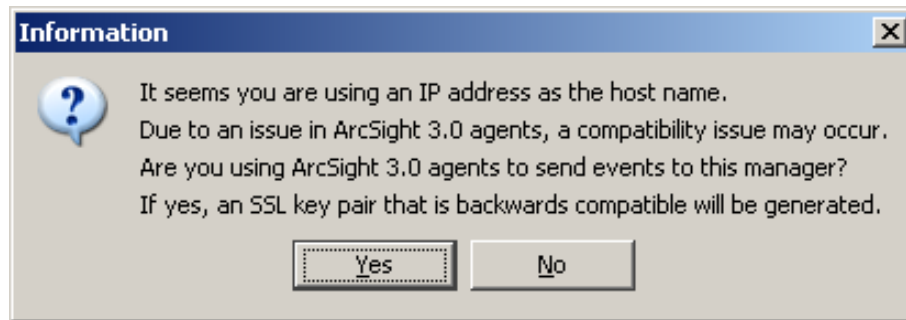 Information
It seems you are using an IP address as the host name.
Due to an issue in ArcSight 3.0 agents, a compatibility issue may occur.
Are you using ArcSight 3.0 agents to send events to this manager?
If yes, an SSL key pair that is backwards compatible will be generated.
Yes No